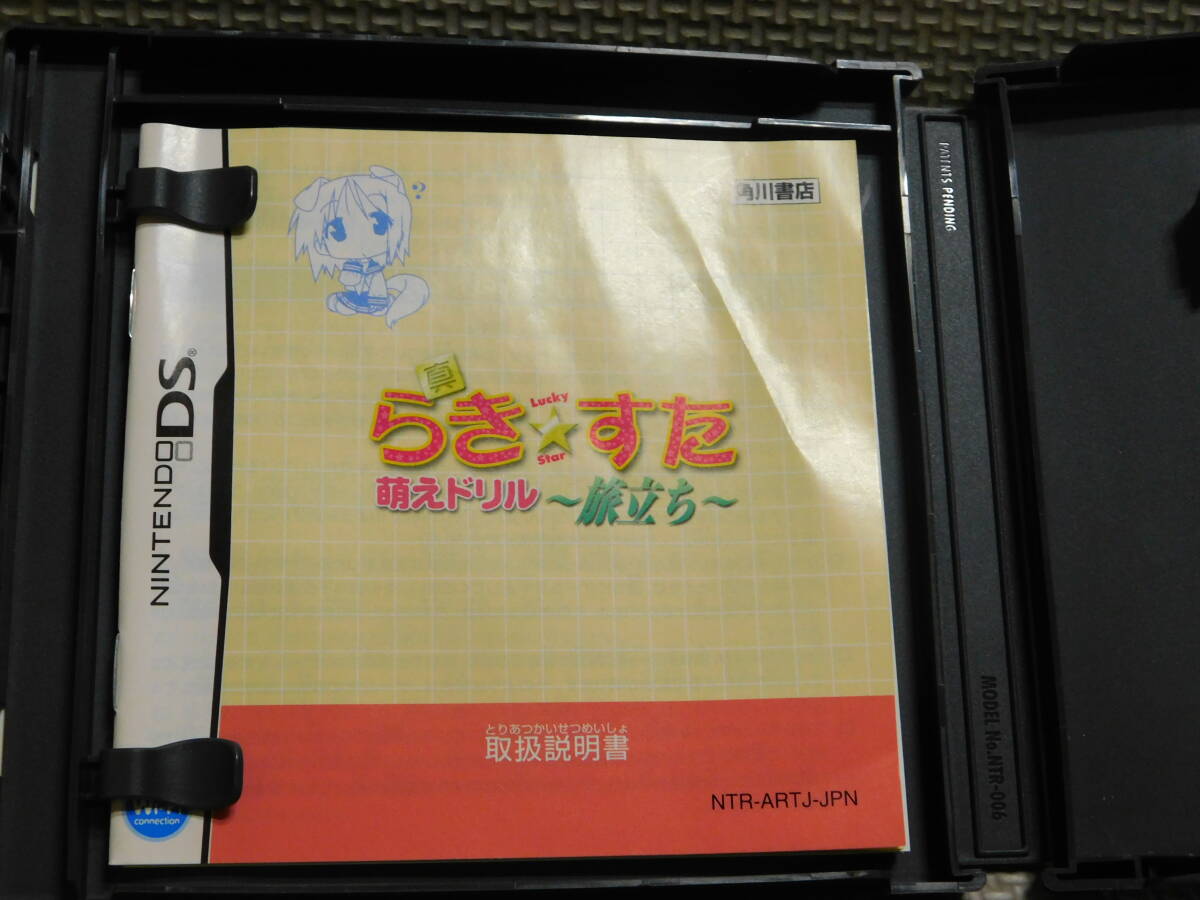 ?
角川書店
真
らき☆すた
Lucky
Star
萌えドリル ～旅立ち～
とりあつかいせつめいしょ
取扱説明書
NTR-ARTJ-JPN
NINTENDO DS®
connection
PATENTS PENDING
MODEL No.NTR-006